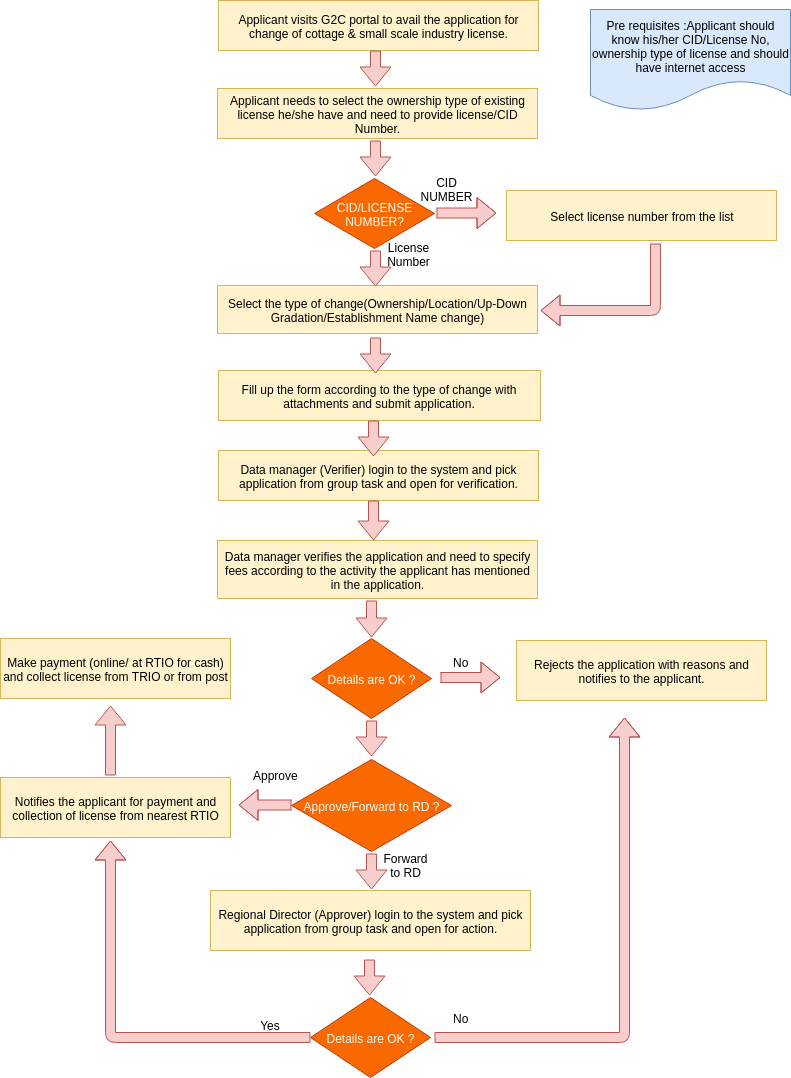 Applicant visits G2C portal to avail the application for
change of cottage & small scale industry license.
Pre requisites :Applicant should
know his/her CID/License No,
ownership type of license and should
have internet access
Applicant needs to select the ownership type of existing
license he/she have and need to provide license/CID
Number.
CID/LICENSE
NUMBER?
CID
NUMBER
Select license number from the list
License
Number
Select the type of change(Ownership/Location/Up-Down
Gradation/Establishment Name change)
Fill up the form according to the type of change with
attachments and submit application.
Data manager (Verifier) login to the system and pick
application from group task and open for verification.
Data manager verifies the application and need to specify
fees according to the activity the applicant has mentioned
in the application.
Make payment (online/ at RTIO for cash)
and collect license from TRIO or from post
Details are OK ?
No
Rejects the application with reasons and
notifies to the applicant.
Approve
Notifies the applicant for payment and
collection of license from nearest RTIO
Approve/Forward to RD ?
Forward
to RD
Regional Director (Approver) login to the system and pick
application from group task and open for action.
Yes
Details are OK ?
No